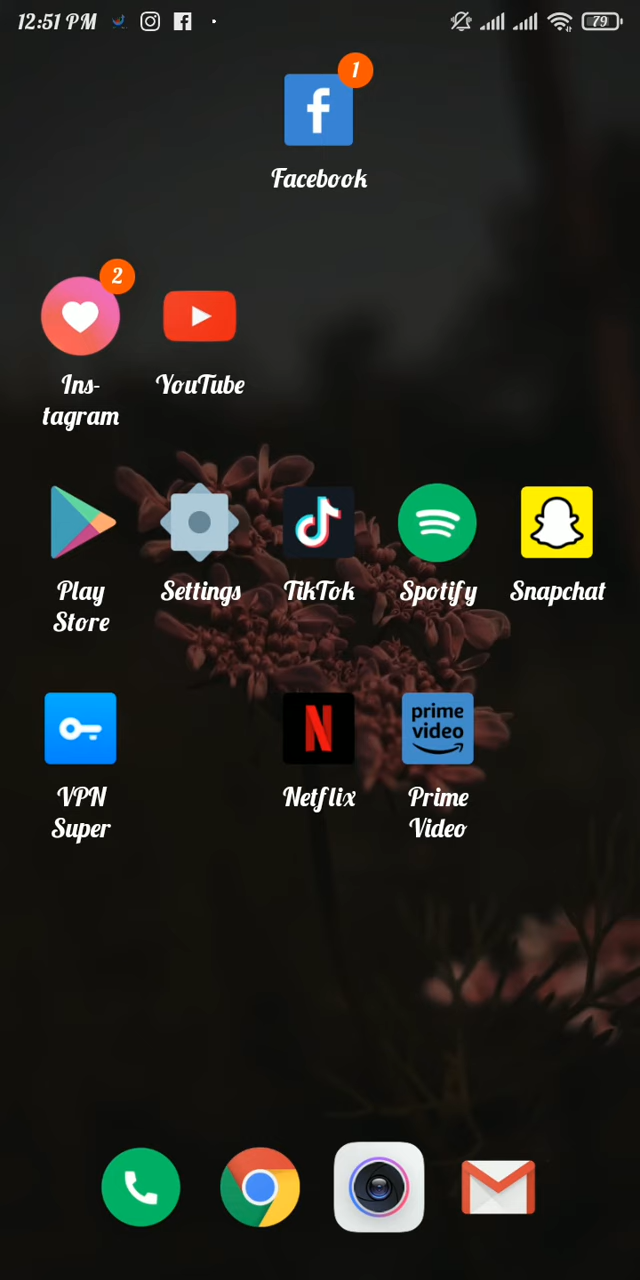 12:51 PM
79
1
Facebook
2
Ins-
tagram
YouTube
Play
Store
Settings
TikTok
Spotify
Snapchat
prime
video
VPN
Super
Netflix
Prime
Video